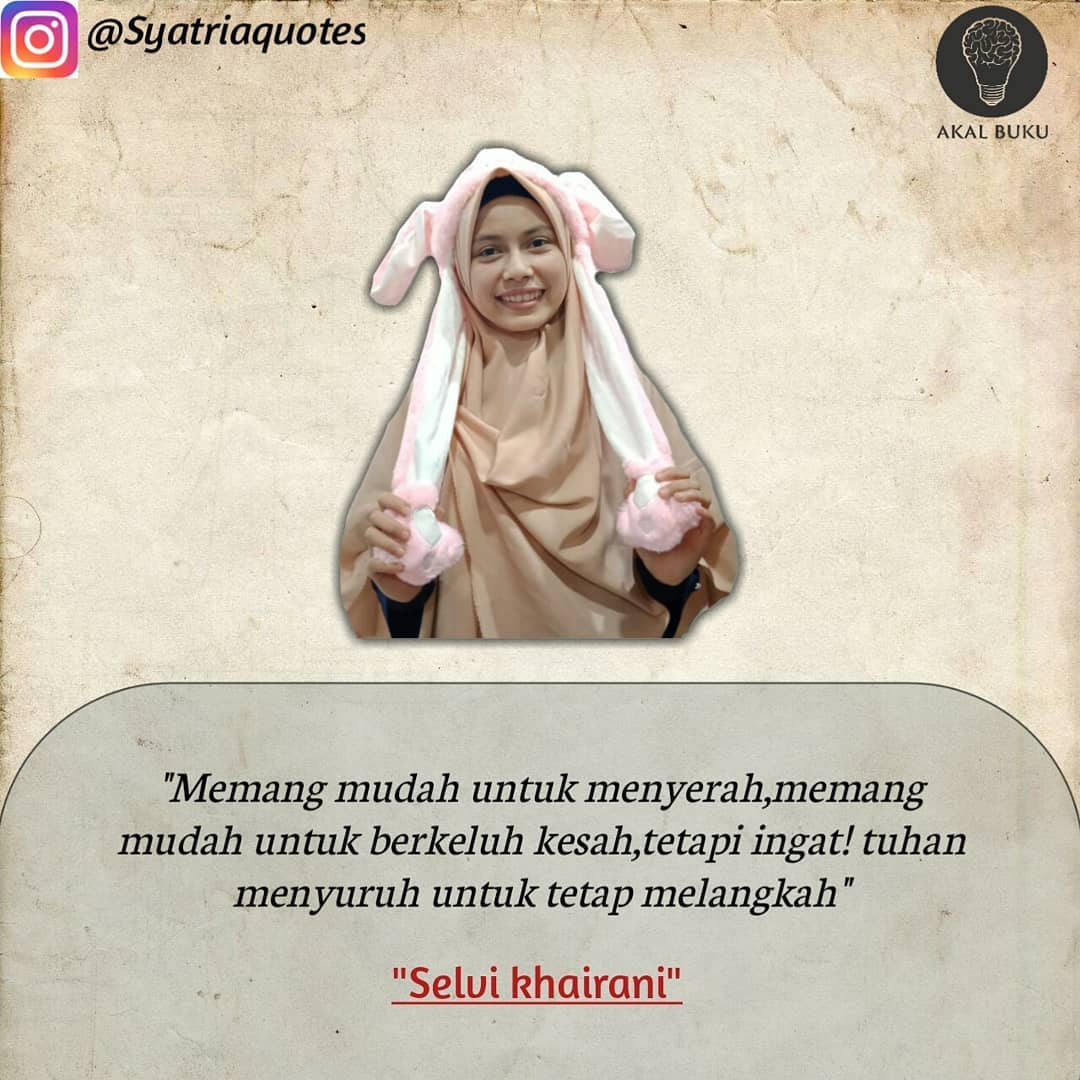 @Syatriaquotes
AKAL BUKU
"Memang mudah untuk menyerah,memang
mudah untuk berkeluh kesah,tetapi ingat! tuhan
menyuruh untuk tetap melangkah"
"Selvi khairani"